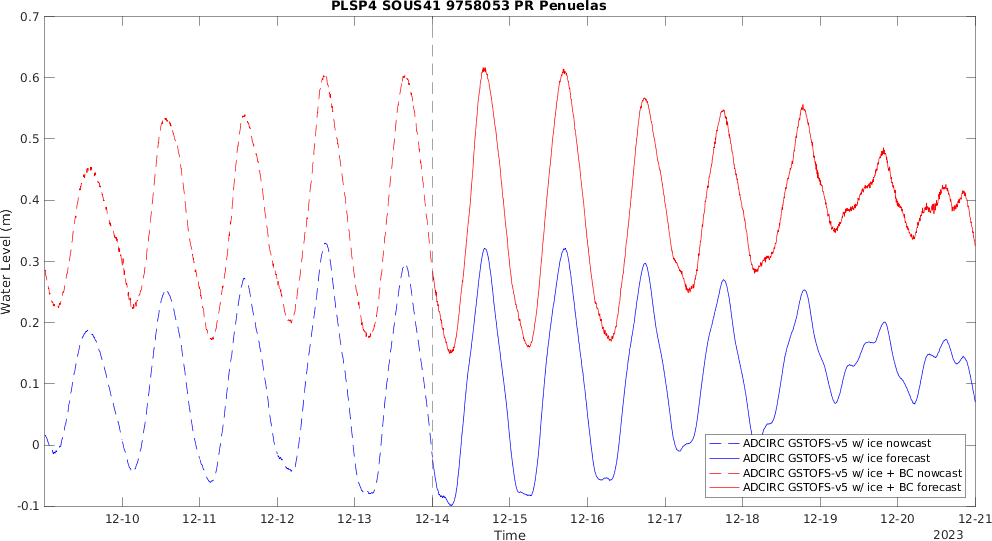 PLSP4 SOUS41 9758053 PR Penuelas
0.7
0.6
0.5
0.4
0.3
0.2
0.1
0
-0.1
Water Level (m)
12-10 12-11 12-12 12-13 12-14 12-15 12-16 12-17 12-18 12-19 12-20 12-21
Time
2023
ADCIRC GSTOFS-v5 w/ ice nowcast
ADCIRC GSTOFS-v5 w/ ice forecast
ADCIRC GSTOFS-v5 w/ ice + BC nowcast
ADCIRC GSTOFS-v5 w/ ice + BC forecast